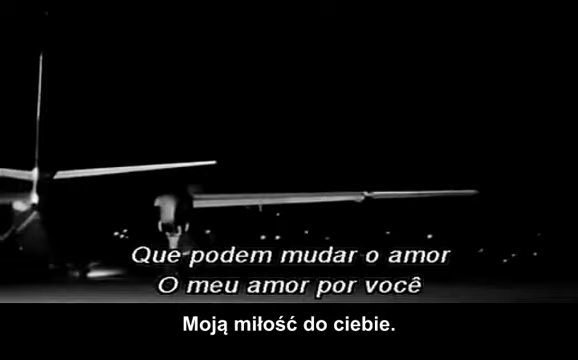 Que podem mudar o amor
O meu amor por você
Moją miłość do ciebie.